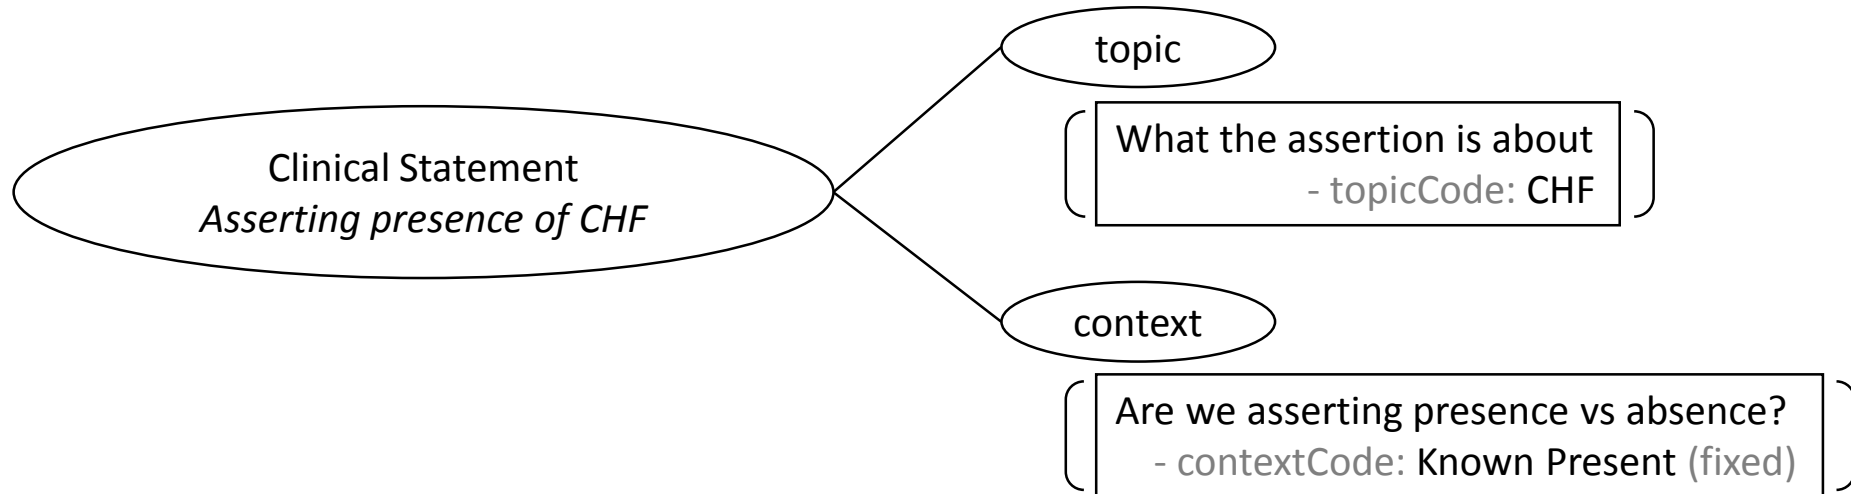 topic
What the assertion is about
- topicCode: CHF
Clinical Statement
Asserting presence of CHF
context
Are we asserting presence vs absence?
- contextCode: Known Present (fixed)